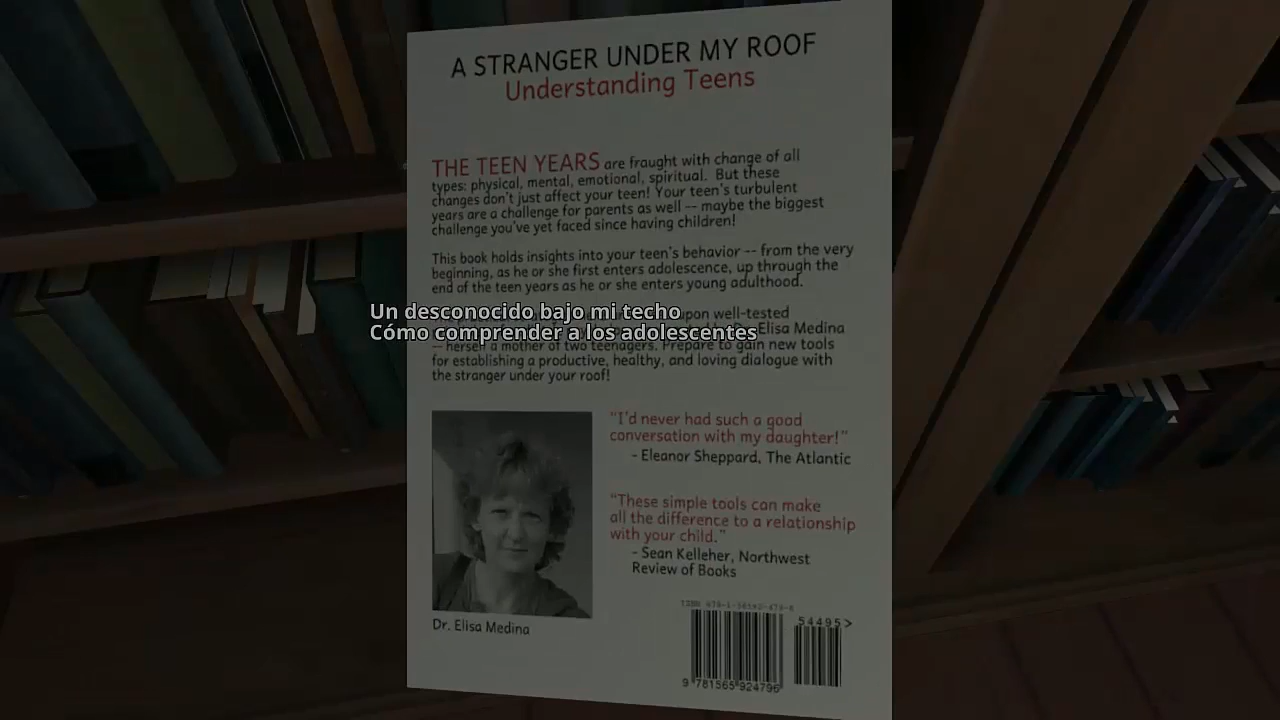 A STRANGER UNDER MY ROOF
Understanding Teens
THE TEEN YEARS are fraught with change of all
types: physical, mental, emotional, spiritual. But these
changes don't just affect your teen! Your teen's turbulent
years are a challenge for parents as well -- maybe the biggest
challenge you've yet faced since having children!
This book holds insights into your teen's behavior -- from the very
beginning, as he or she first enters adolescence, up through the
end of the teen years as he or she enters young adulthood.
Un desconocido bajo mi techo
Cómo comprender a los adolescentes
upon well-tested
Elisa Medina
-- herself a mother of two teenagers. Prepare to gain new tools
for establishing a productive, healthy, and loving dialogue with
the stranger under your roof!
"I'd never had such a good
conversation with my daughter!"
- Eleanor Sheppard, The Atlantic
"These simple tools can make
all the difference to a relationship
with your child."
- Sean Kelleher, Northwest
Review of Books
Dr. Elisa Medina
54495>
9 781565 924796